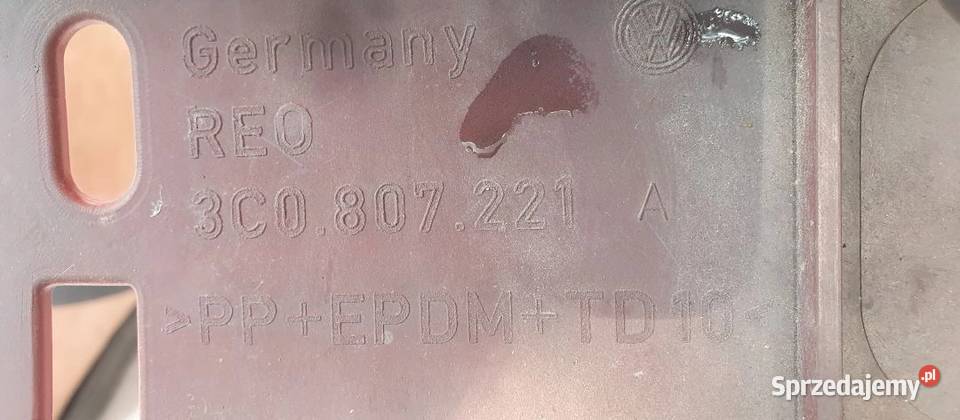 Germany
REO
3C0.807.221 A
>PP+EPDM+TD10<
Sprzedajemy.pl